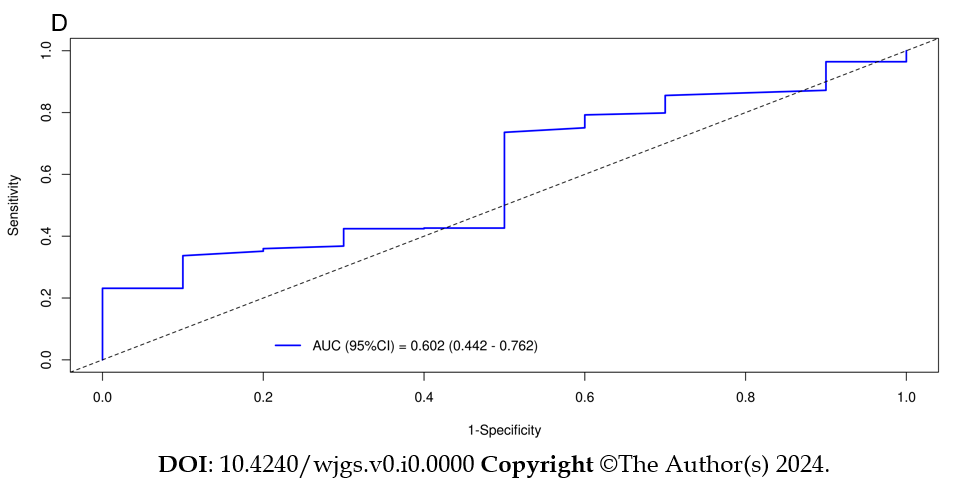 D
1.0
0.8
0.6
0.4
0.2
0.0
Sensitivity
AUC (95%CI) = 0.602 (0.442 - 0.762)
0.0 0.2 0.4 0.6 0.8 1.0
1-Specificity
DOI: 10.4240/wjgs.v0.i0.0000 Copyright ©The Author(s) 2024.